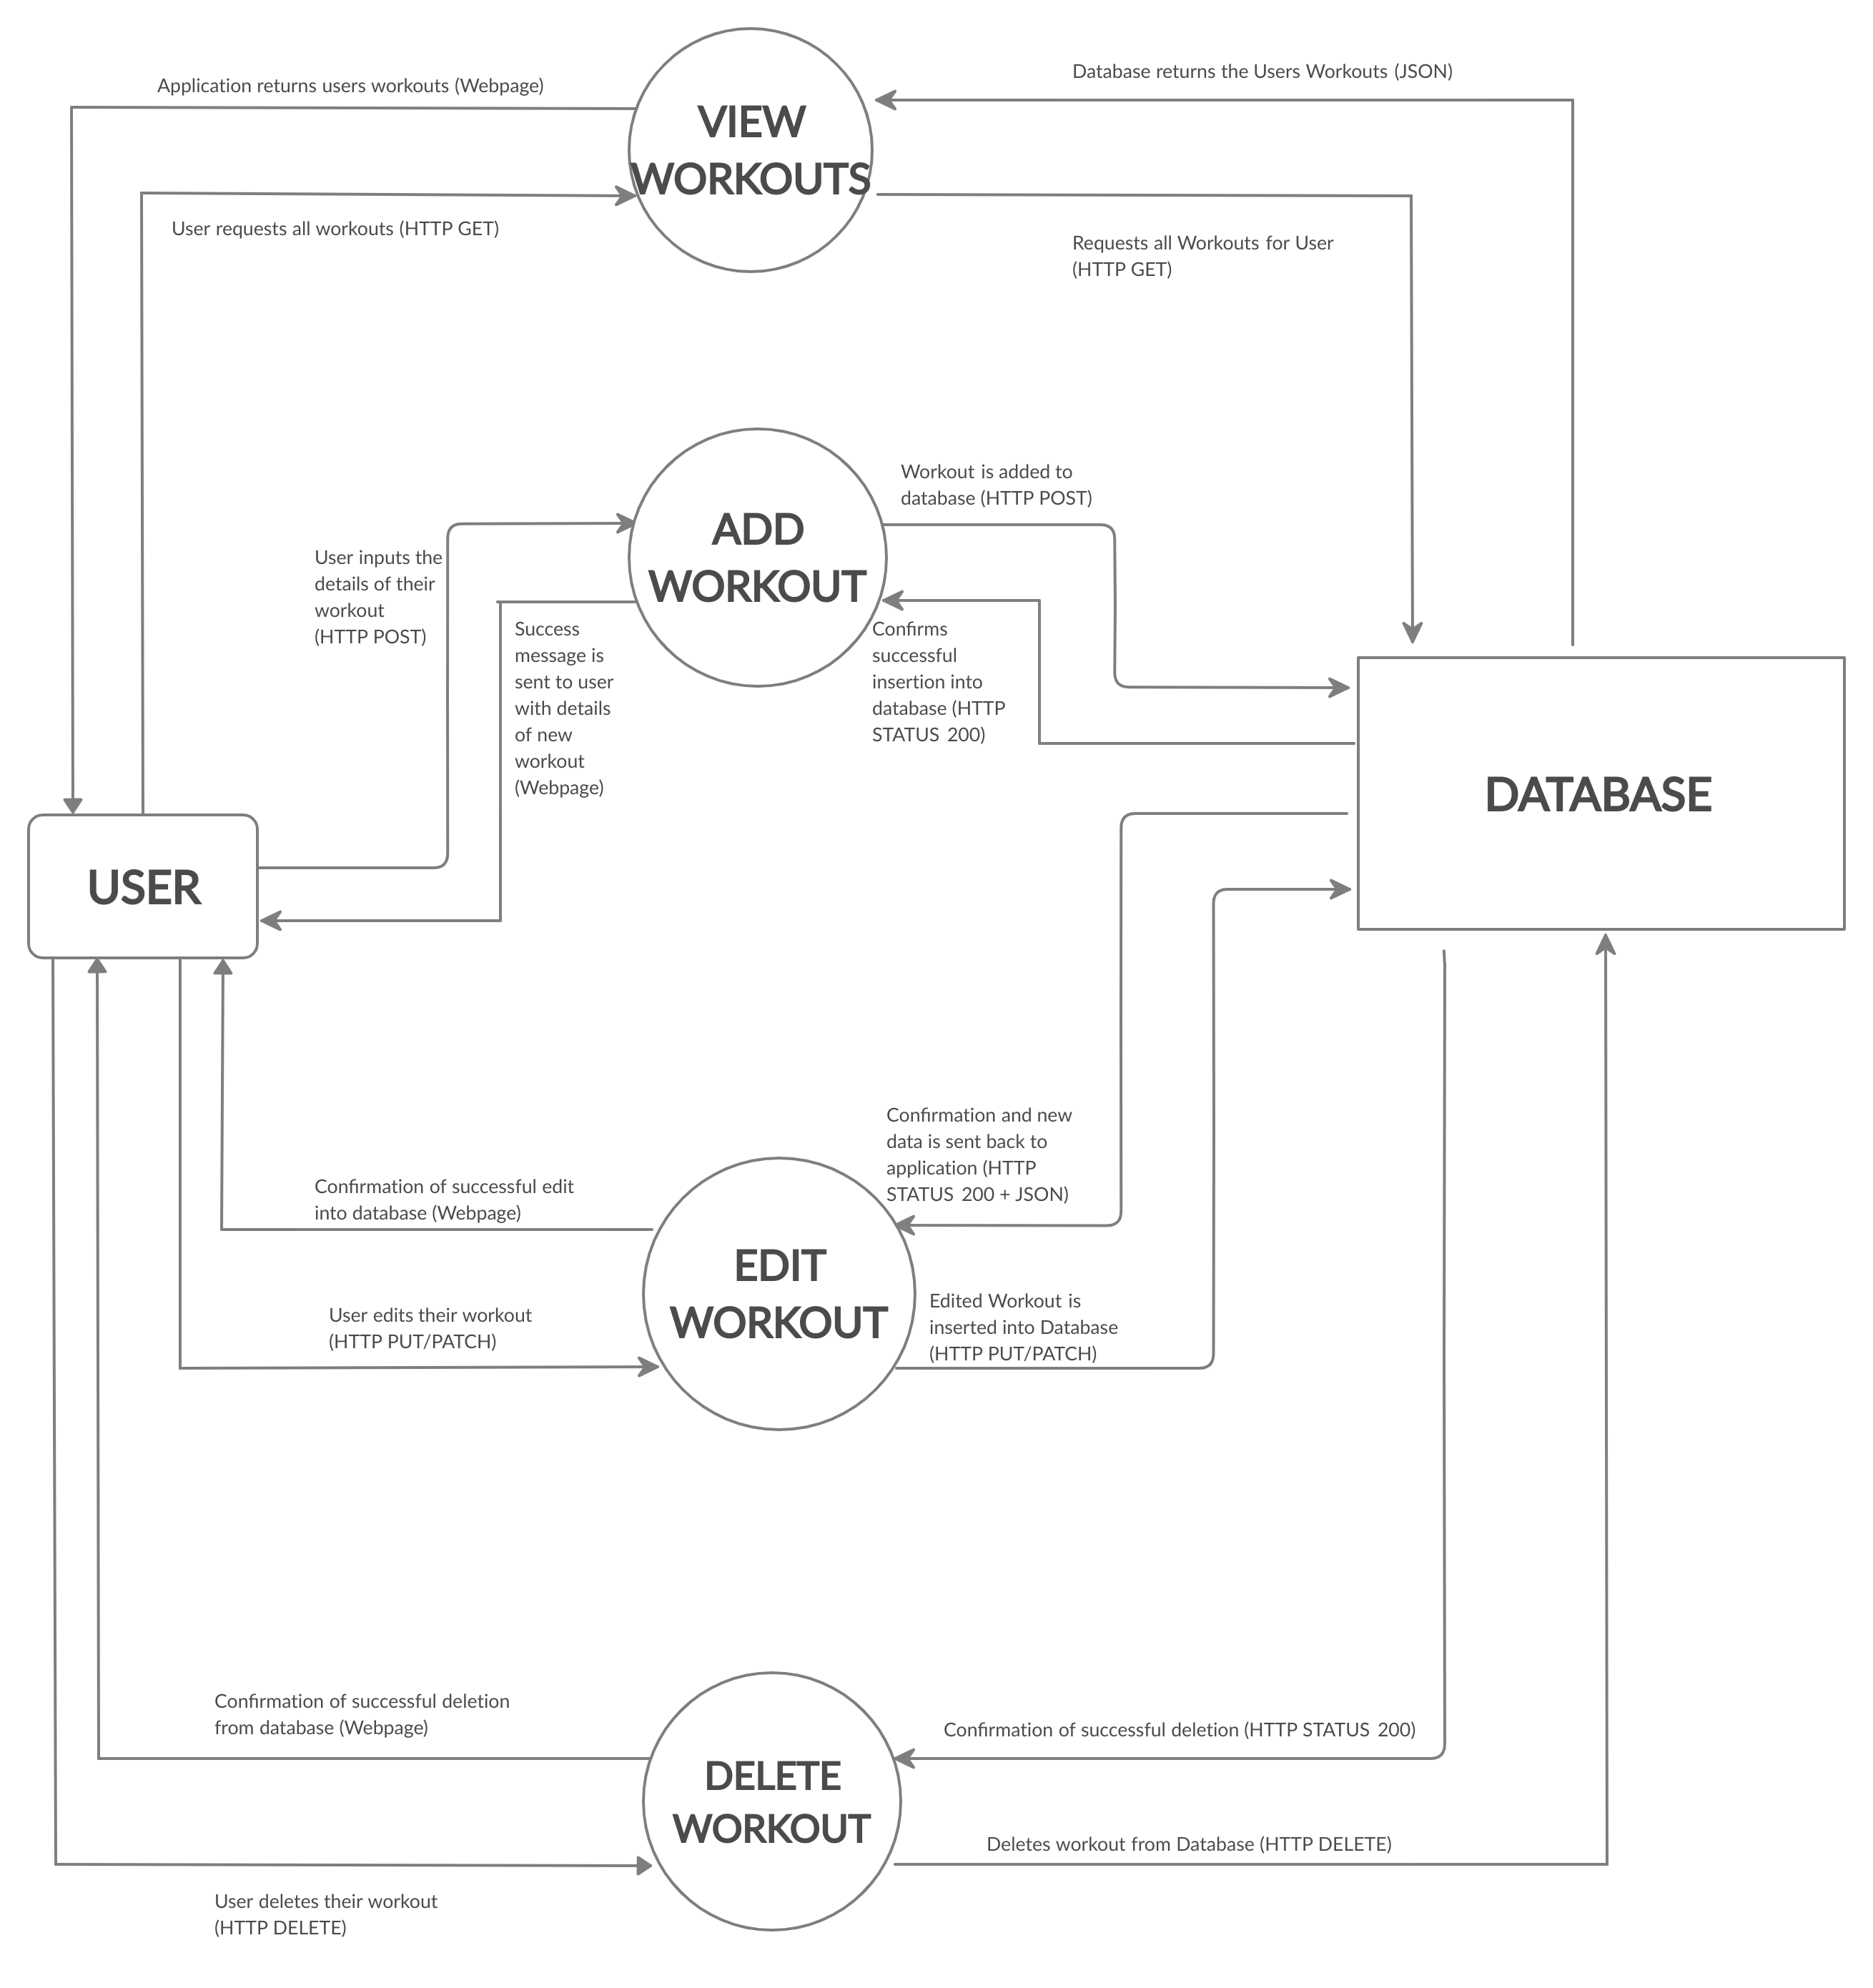 Application returns users workouts (Webpage)
Database returns the Users Workouts (JSON)
VIEW
WORKOUTS
User requests all workouts (HTTP GET)
Requests all Workouts for User
(HTTP GET)
Workout is added to
database (HTTP POST)
ADD
WORKOUT
User inputs the
details of their
workout
(HTTP POST)
Success
message is
sent to user
with details
of new
workout
(Webpage)
Confirms
successful
insertion into
database (HTTP
STATUS 200)
DATABASE
USER
Confirmation and new
data is sent back to
application (HTTP
STATUS 200 + JSON)
Confirmation of successful edit
into database (Webpage)
EDIT
WORKOUT
User edits their workout
(HTTP PUT/PATCH)
Edited Workout is
inserted into Database
(HTTP PUT/PATCH)
Confirmation of successful deletion
from database (Webpage)
Confirmation of successful deletion (HTTP STATUS 200)
DELETE
WORKOUT
Deletes workout from Database (HTTP DELETE)
User deletes their workout
(HTTP DELETE)